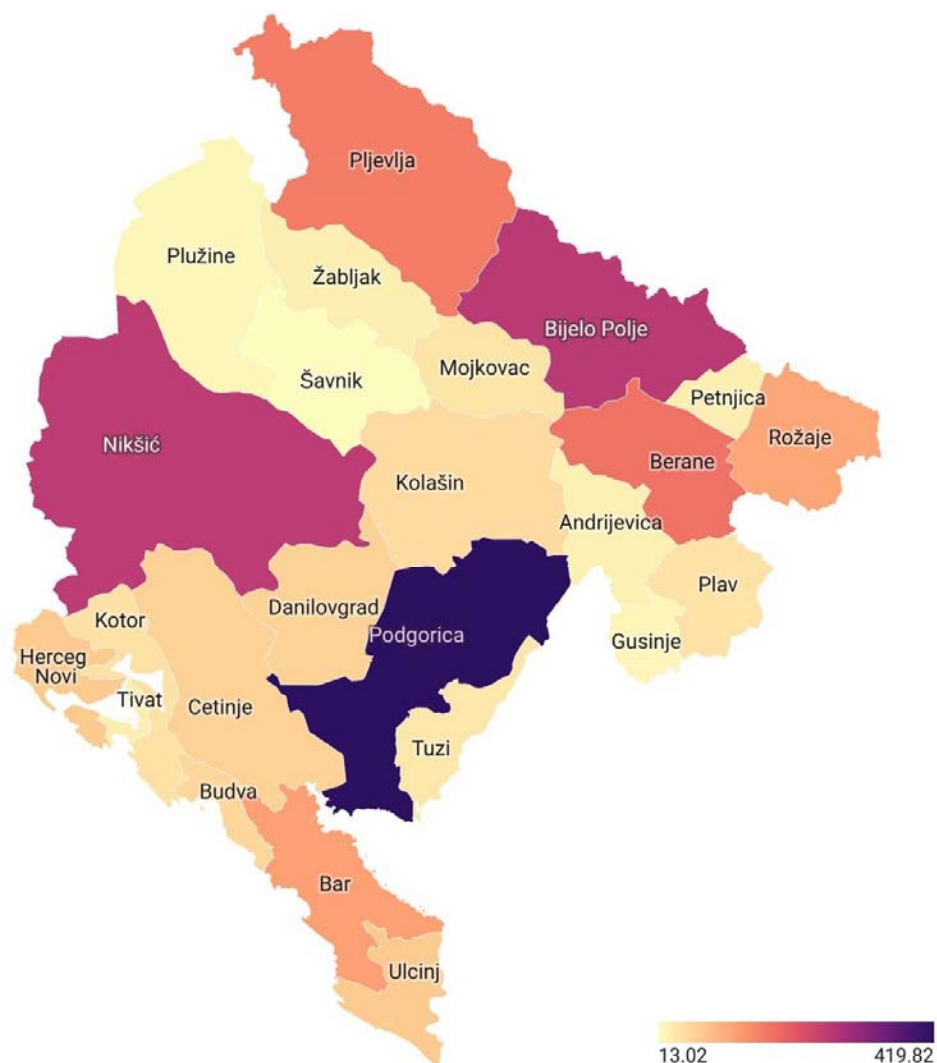 Pljevlja
Plužine
Žabljak
Bijelo Polje
Mojkovac
Šavnik
Petnjica
Rožaje
Nikšić
Berane
Kolašin
Andrijevica
Plav
Danilovgrad
Kotor
Podgorica
Gusinje
Herceg
Novi
Tivat
Cetinje
Tuzi
Budva
Bar
Ulcinj
13.02
419.82